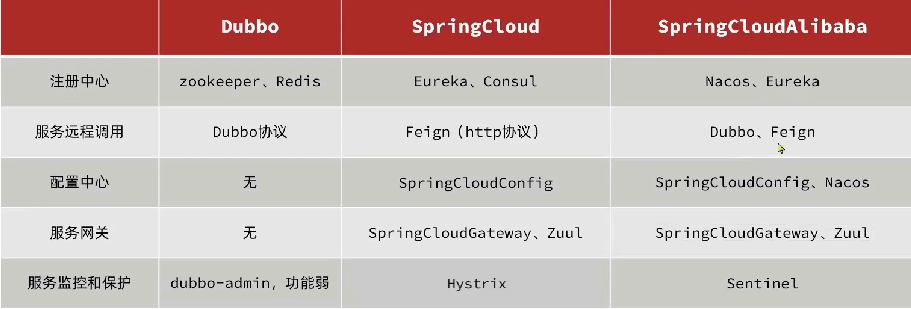 Dubbo SpringCloud SpringCloudAlibaba
注册中心 zookeeper、Redis Eureka、Consul Nacos、Eureka
服务远程调用 Dubbo协议 Feign（http协议） Dubbo、Feign
配置中心 无 SpringCloudConfig SpringCloudConfig、Nacos
服务网关 无 SpringCloudGateway、Zuul SpringCloudGateway、Zuul
服务监控和保护 dubbo-admin，功能弱 Hystrix Sentinel